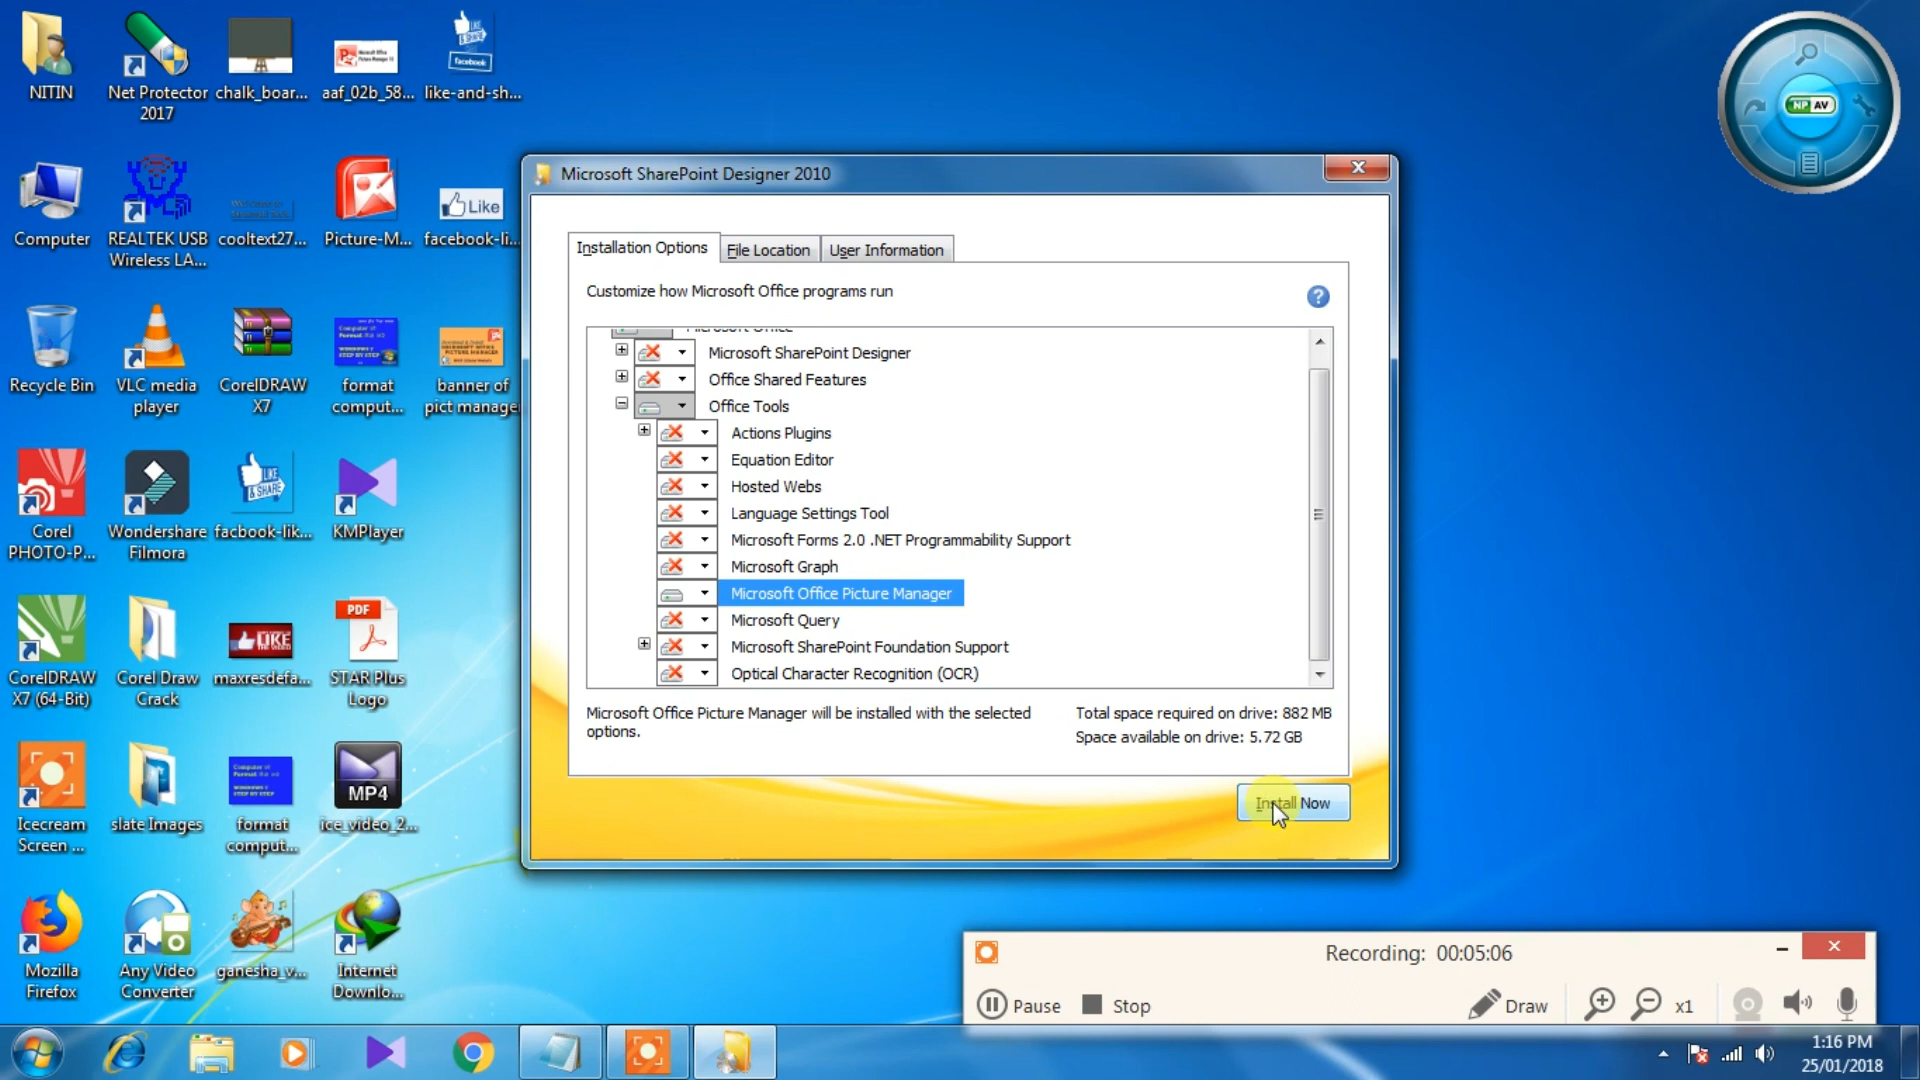 NITIN
Net Protector
2017
chalk_boar...
aaf_02b_58...
like-and-sh...
facebook
NP AV
Computer
REALTEK USB
Wireless LA...
cooltext27...
Picture-M...
facebook-li...
Like
Recycle Bin
VLC media
player
CorelDRAW
X7
format
comput...
banner of
pict manage
Corel
PHOTO-P...
Wondershare
Filmora
facbook-lik...
KMPlayer
CorelDRAW
X7 (64-Bit)
Corel Draw
Crack
maxresdefa...
PDF
STAR Plus
Logo
Icecream
Screen ...
slate Images
format
comput...
MP4
ice_video_2...
Mozilla
Firefox
Any Video
Converter
ganesha_v...
Internet
Downlo...
Microsoft SharePoint Designer 2010
Installation Options
File Location
User Information
Customize how Microsoft Office programs run
Microsoft Office
Microsoft SharePoint Designer
Office Shared Features
Office Tools
Actions Plugins
Equation Editor
Hosted Webs
Language Settings Tool
Microsoft Forms 2.0 .NET Programmability Support
Microsoft Graph
Microsoft Office Picture Manager
Microsoft Query
Microsoft SharePoint Foundation Support
Optical Character Recognition (OCR)
Microsoft Office Picture Manager will be installed with the selected
options.
Total space required on drive: 882 MB
Space available on drive: 5.72 GB
Install Now
Recording: 00:05:06
Pause
Stop
Draw
x1
1:16 PM
25/01/2018